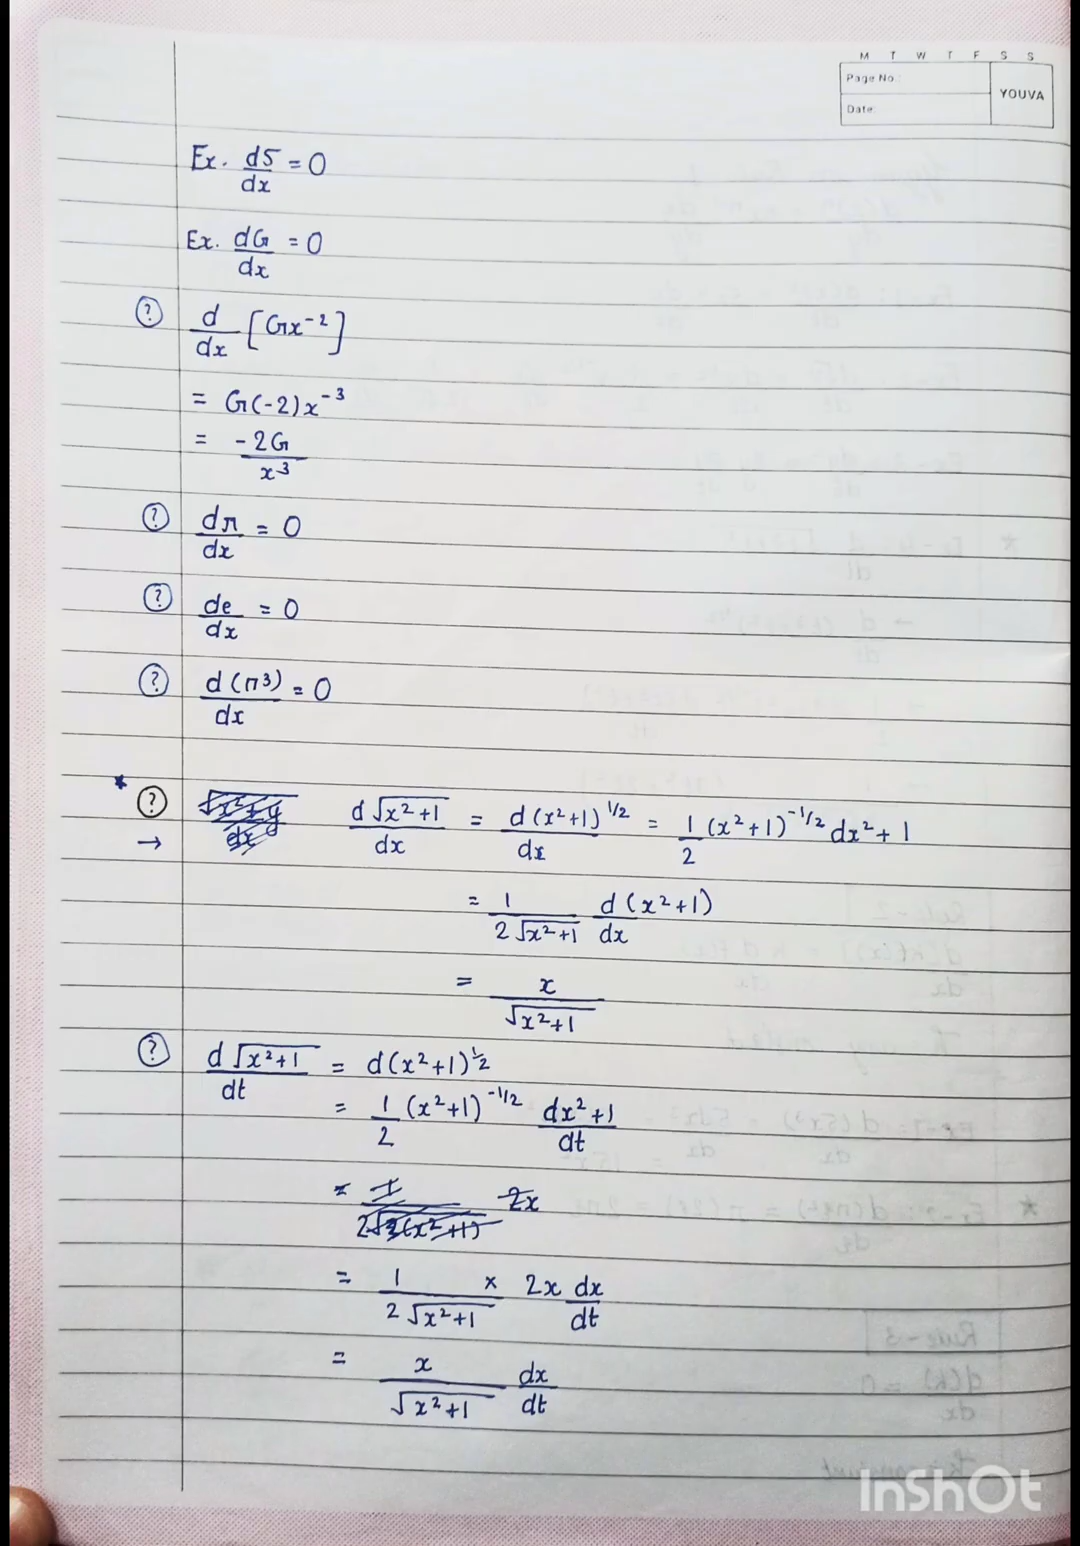 M T W T F S S
Page No.:
YOUVA
Date:
Ex. d5/dx = 0
Ex. dG/dx = 0
? d/dx [Gx⁻²]
= G(-2)x⁻³
= -2G/x³
? dπ/dx = 0
? de/dx = 0
? d(π³)/dx = 0
* ? → d√(x²+1)/dx = d(x²+1)^1/2/dx = 1/2 (x²+1)^-1/2 dx²+1
= 1/(2√(x²+1)) d(x²+1)/dx
= x/√(x²+1)
? d√(x²+1)/dt = d(x²+1)^1/2
= 1/2 (x²+1)^-1/2 dx²+1/dt
= 1/(2√(x²+1)) × 2x dx/dt
= x/√(x²+1) dx/dt
InShOt